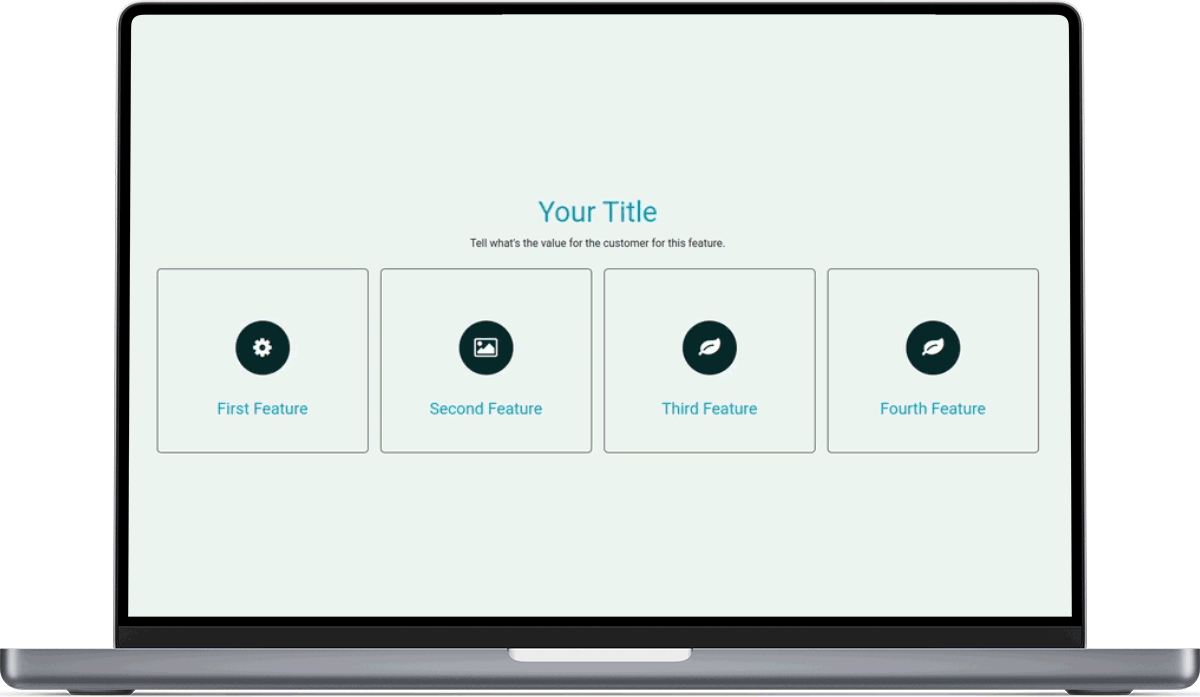 Your Title
Tell what's the value for the customer for this feature.
First Feature
Second Feature
Third Feature
Fourth Feature